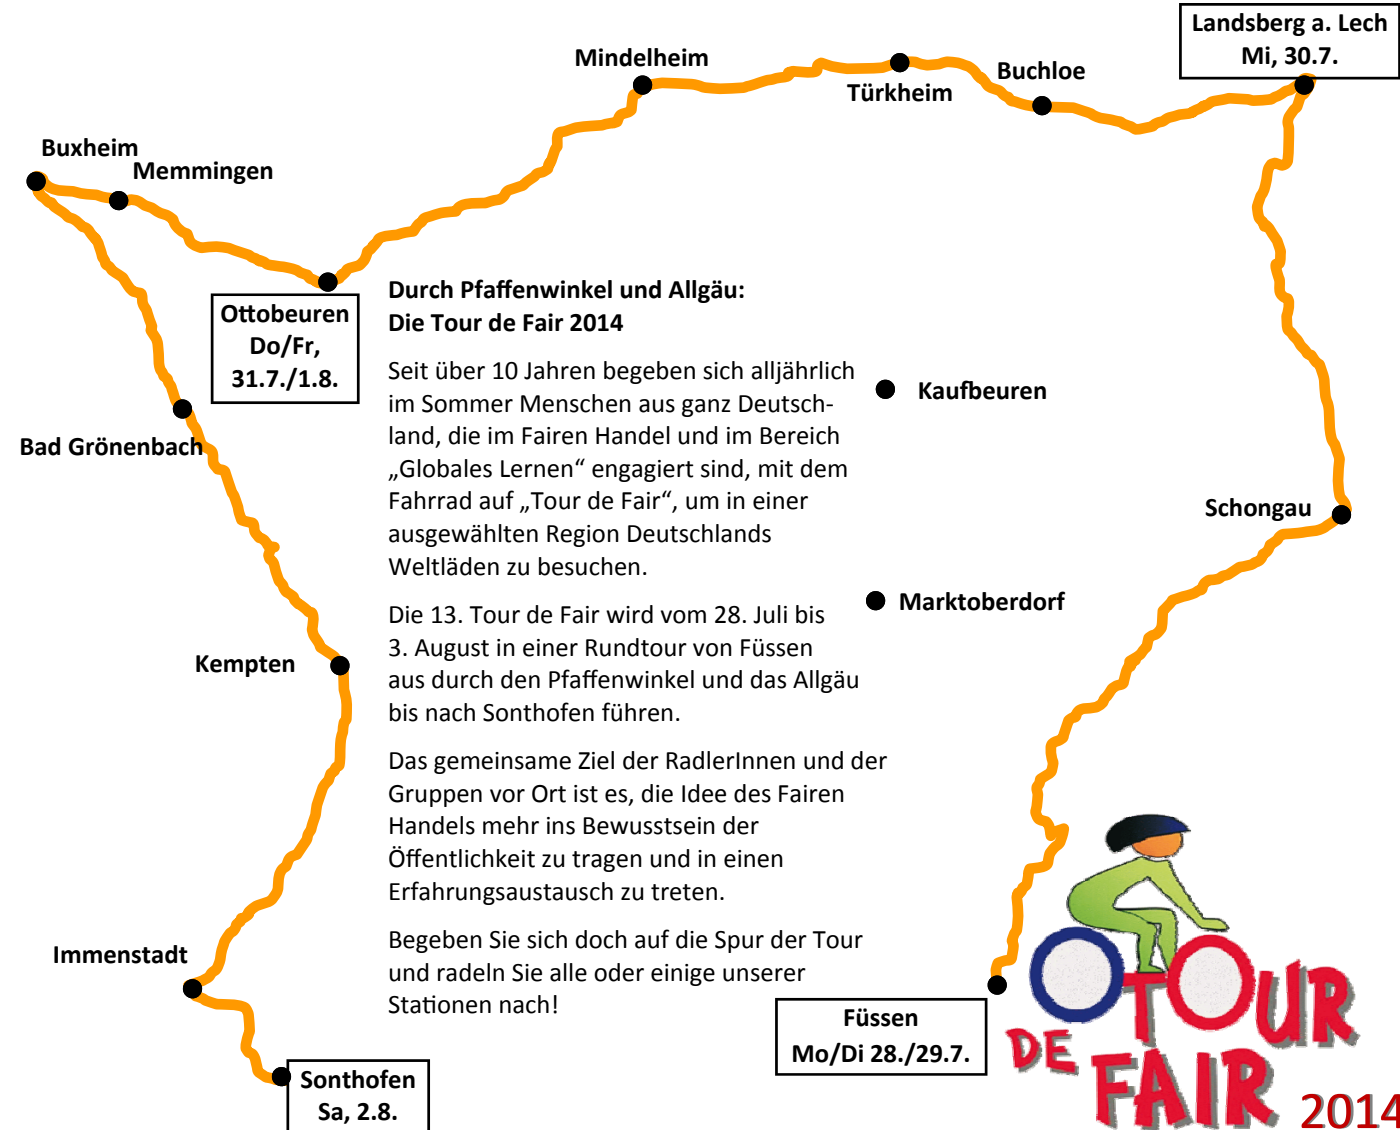 Landsberg a. Lech
Mi, 30.7.
Mindelheim
Buchloe
Türkheim
Buxheim
Memmingen
Ottobeuren
Do/Fr,
31.7./1.8.
Durch Pfaffenwinkel und Allgäu:
Die Tour de Fair 2014
Seit über 10 Jahren begeben sich alljährlich
im Sommer Menschen aus ganz Deutsch-
land, die im Fairen Handel und im Bereich
„Globales Lernen“ engagiert sind, mit dem
Fahrrad auf „Tour de Fair“, um in einer
ausgewählten Region Deutschlands
Weltläden zu besuchen.
Die 13. Tour de Fair wird vom 28. Juli bis
3. August in einer Rundtour von Füssen
aus durch den Pfaffenwinkel und das Allgäu
bis nach Sonthofen führen.
Das gemeinsame Ziel der RadlerInnen und der
Gruppen vor Ort ist es, die Idee des Fairen
Handels mehr ins Bewusstsein der
Öffentlichkeit zu tragen und in einen
Erfahrungsaustausch zu treten.
Begeben Sie sich doch auf die Spur der Tour
und radeln Sie alle oder einige unserer
Stationen nach!
Kaufbeuren
Bad Grönenbach
Schongau
Marktoberdorf
Kempten
Immenstadt
Füssen
Mo/Di 28./29.7.
Sonthofen
Sa, 2.8.
TOUR
DE
FAIR
2014